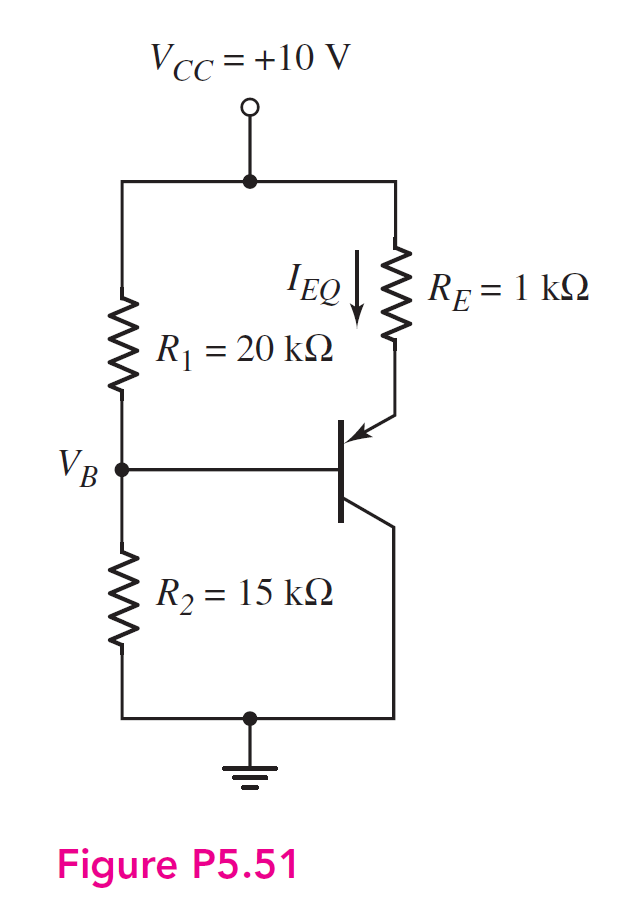 V_CC = +10 V
I_EQ
R_E = 1 kΩ
R_1 = 20 kΩ
V_B
R_2 = 15 kΩ
Figure P5.51